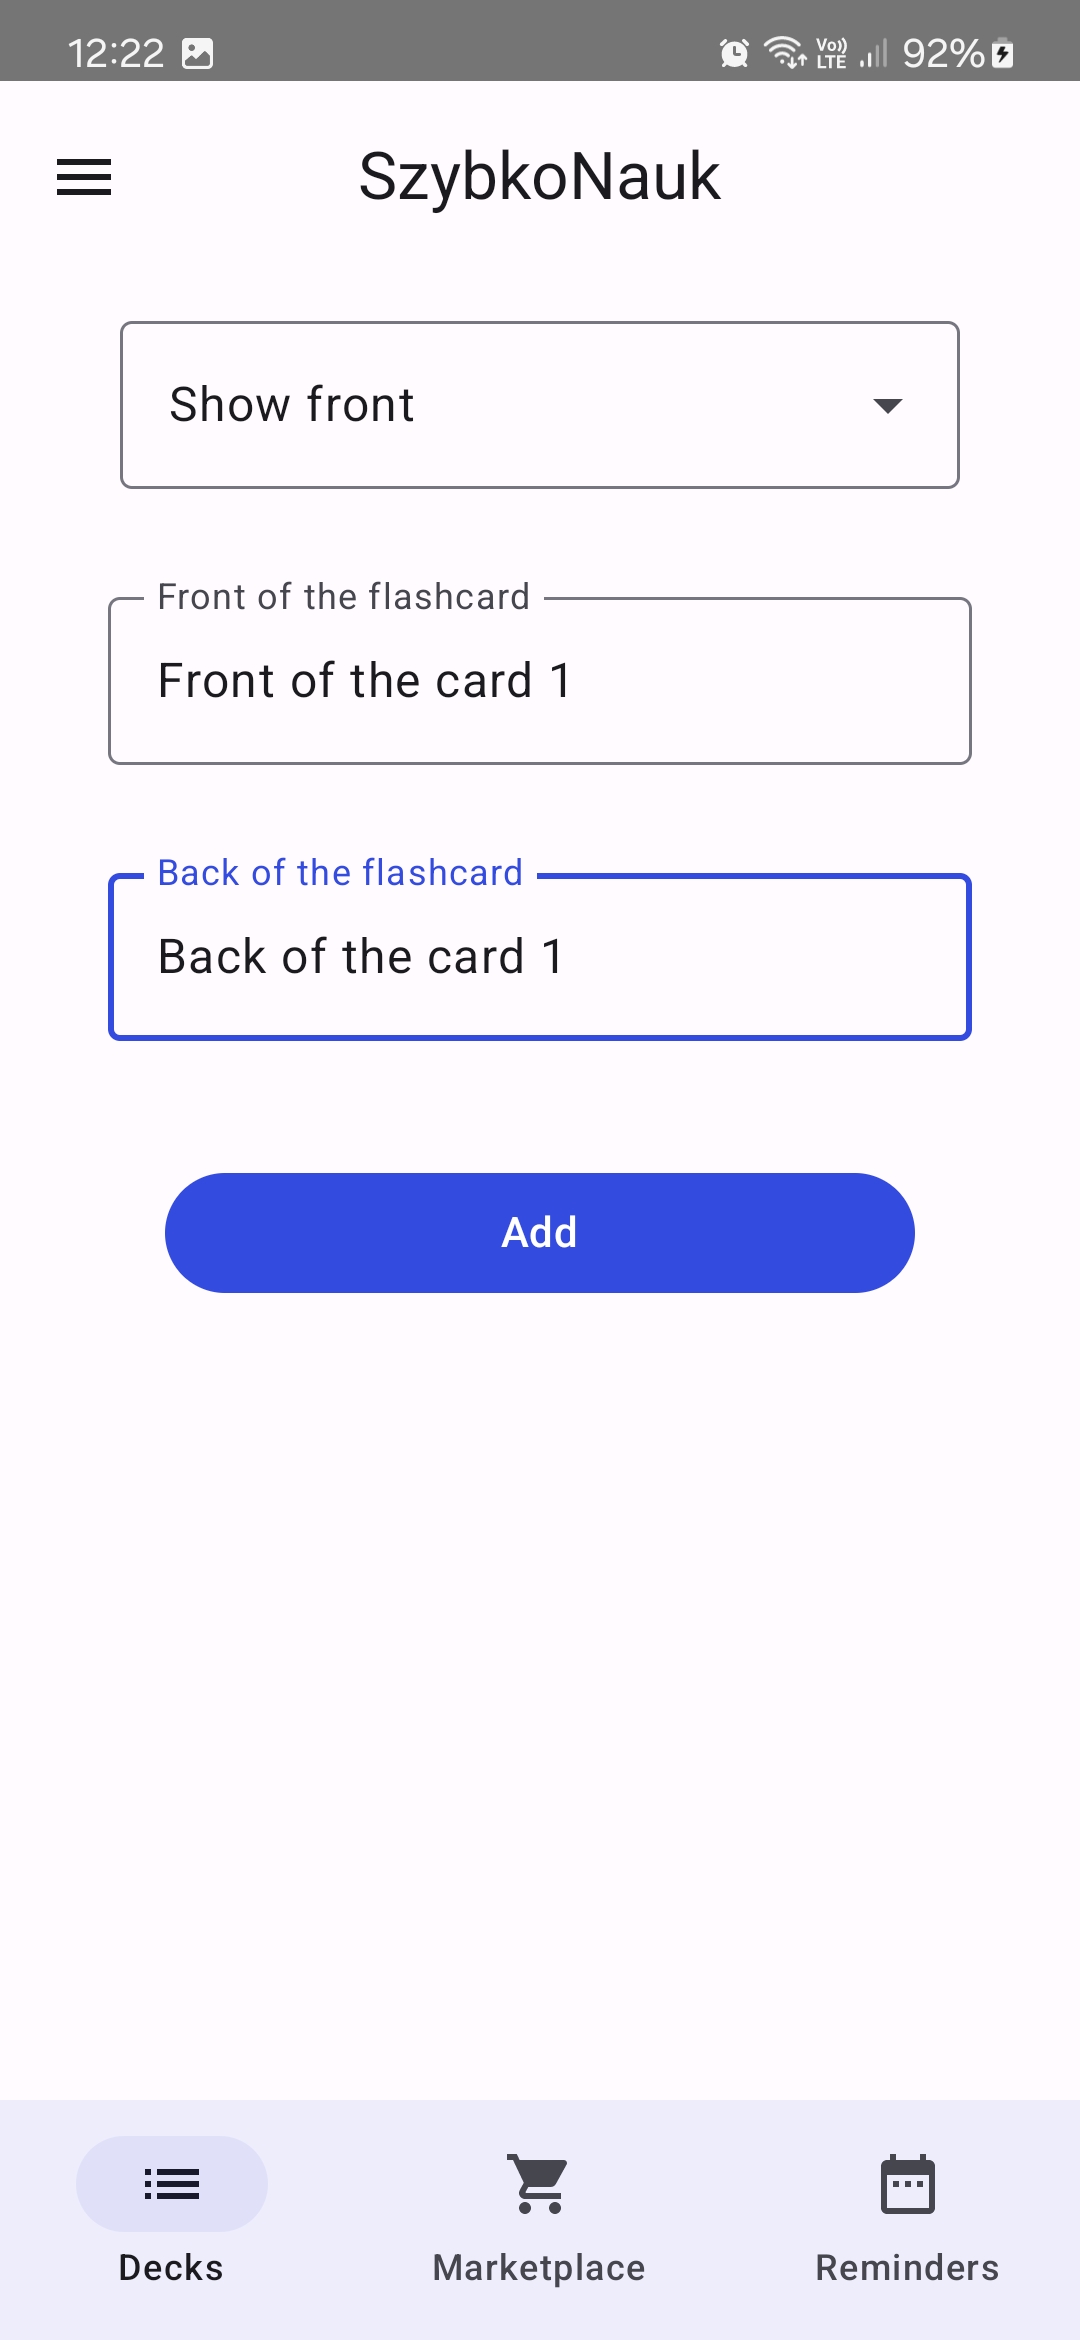 12:22 Vo)) LTE 92%
SzybkoNauk
Show front
Front of the flashcard
Front of the card 1
Back of the flashcard
Back of the card 1
Add
Decks Marketplace Reminders